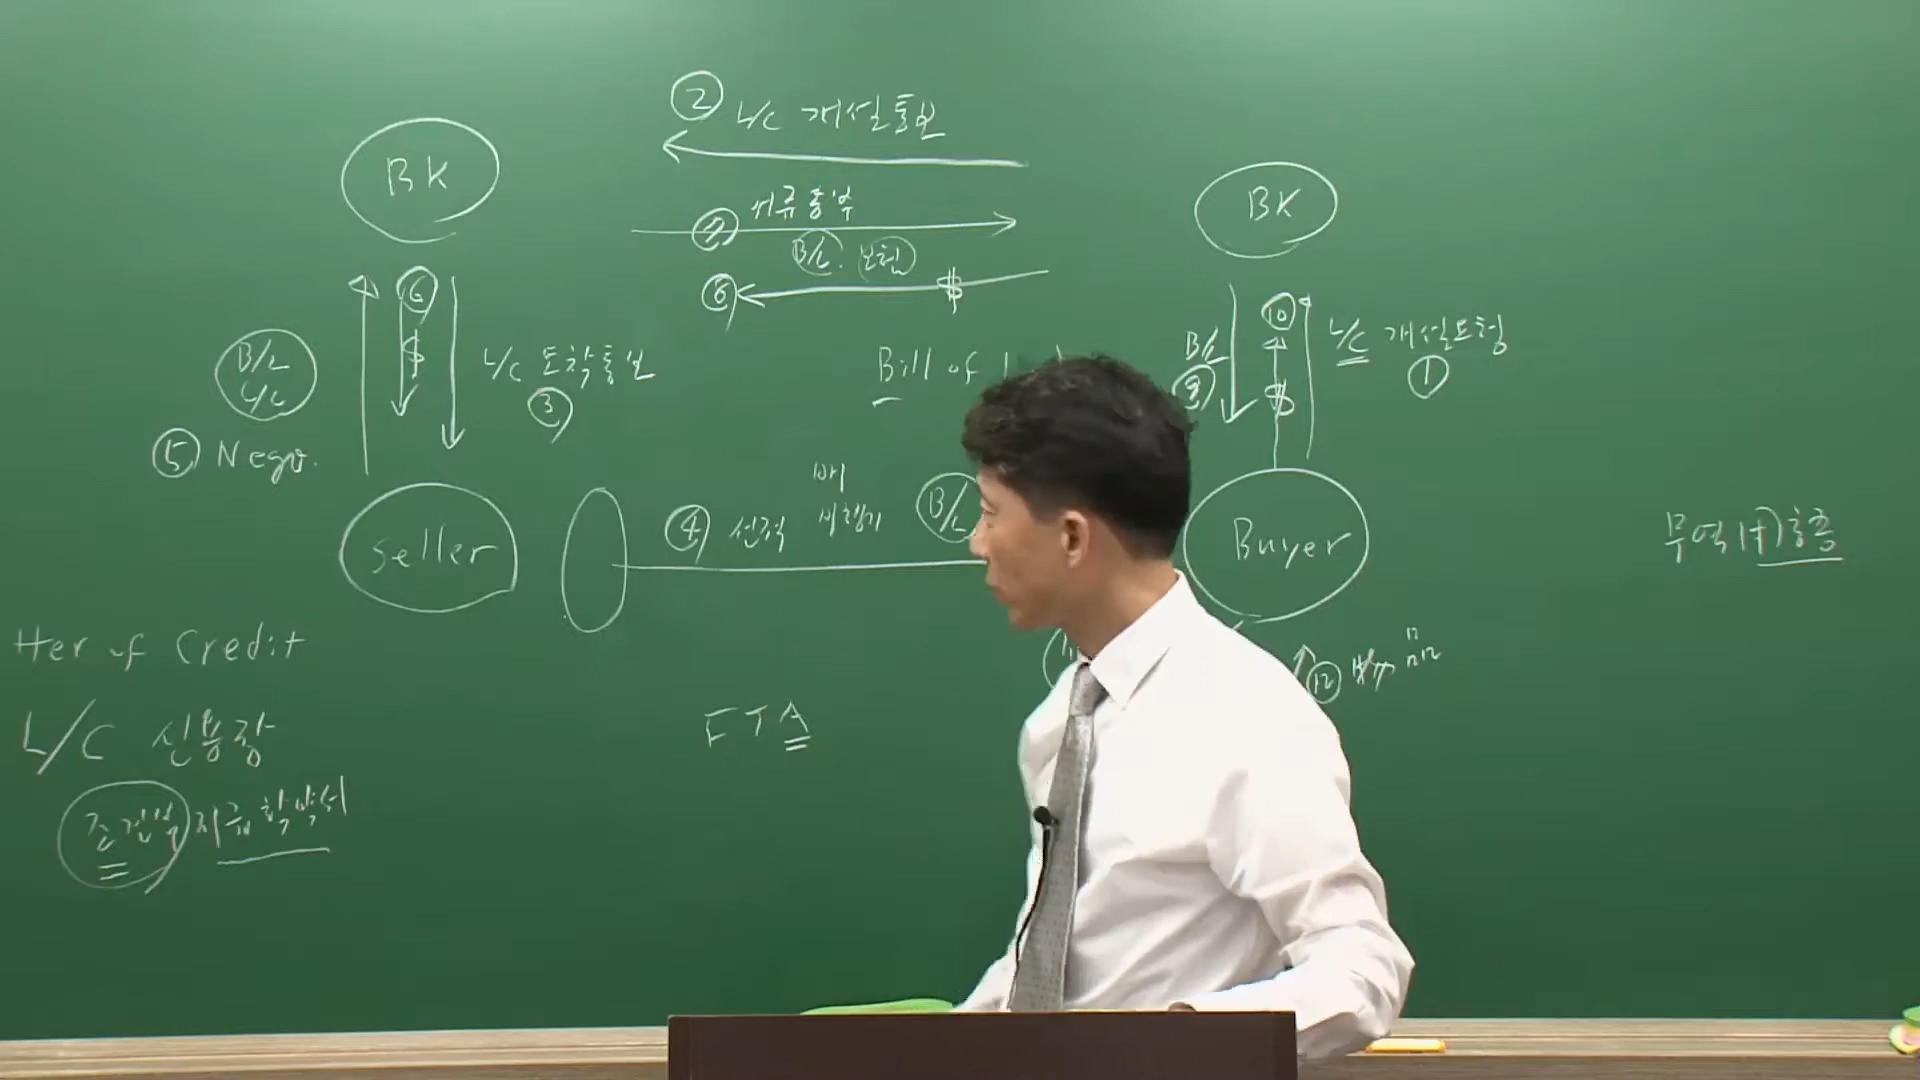 ② L/C 개설통보
BK
BK
⑦ 서류송부
B/L. 보험
⑧ $
⑥ $
B/L
L/C
L/C 도착통보
③
Bill of
B/L
⑨
⑩
$
L/C 개설요청
①
⑤ Nego.
배
④ 선적 비행기 B/L
Seller
Buyer
무역
tter of Credit
⑫
L/C 신용장
FTA
조건부 지급확약서